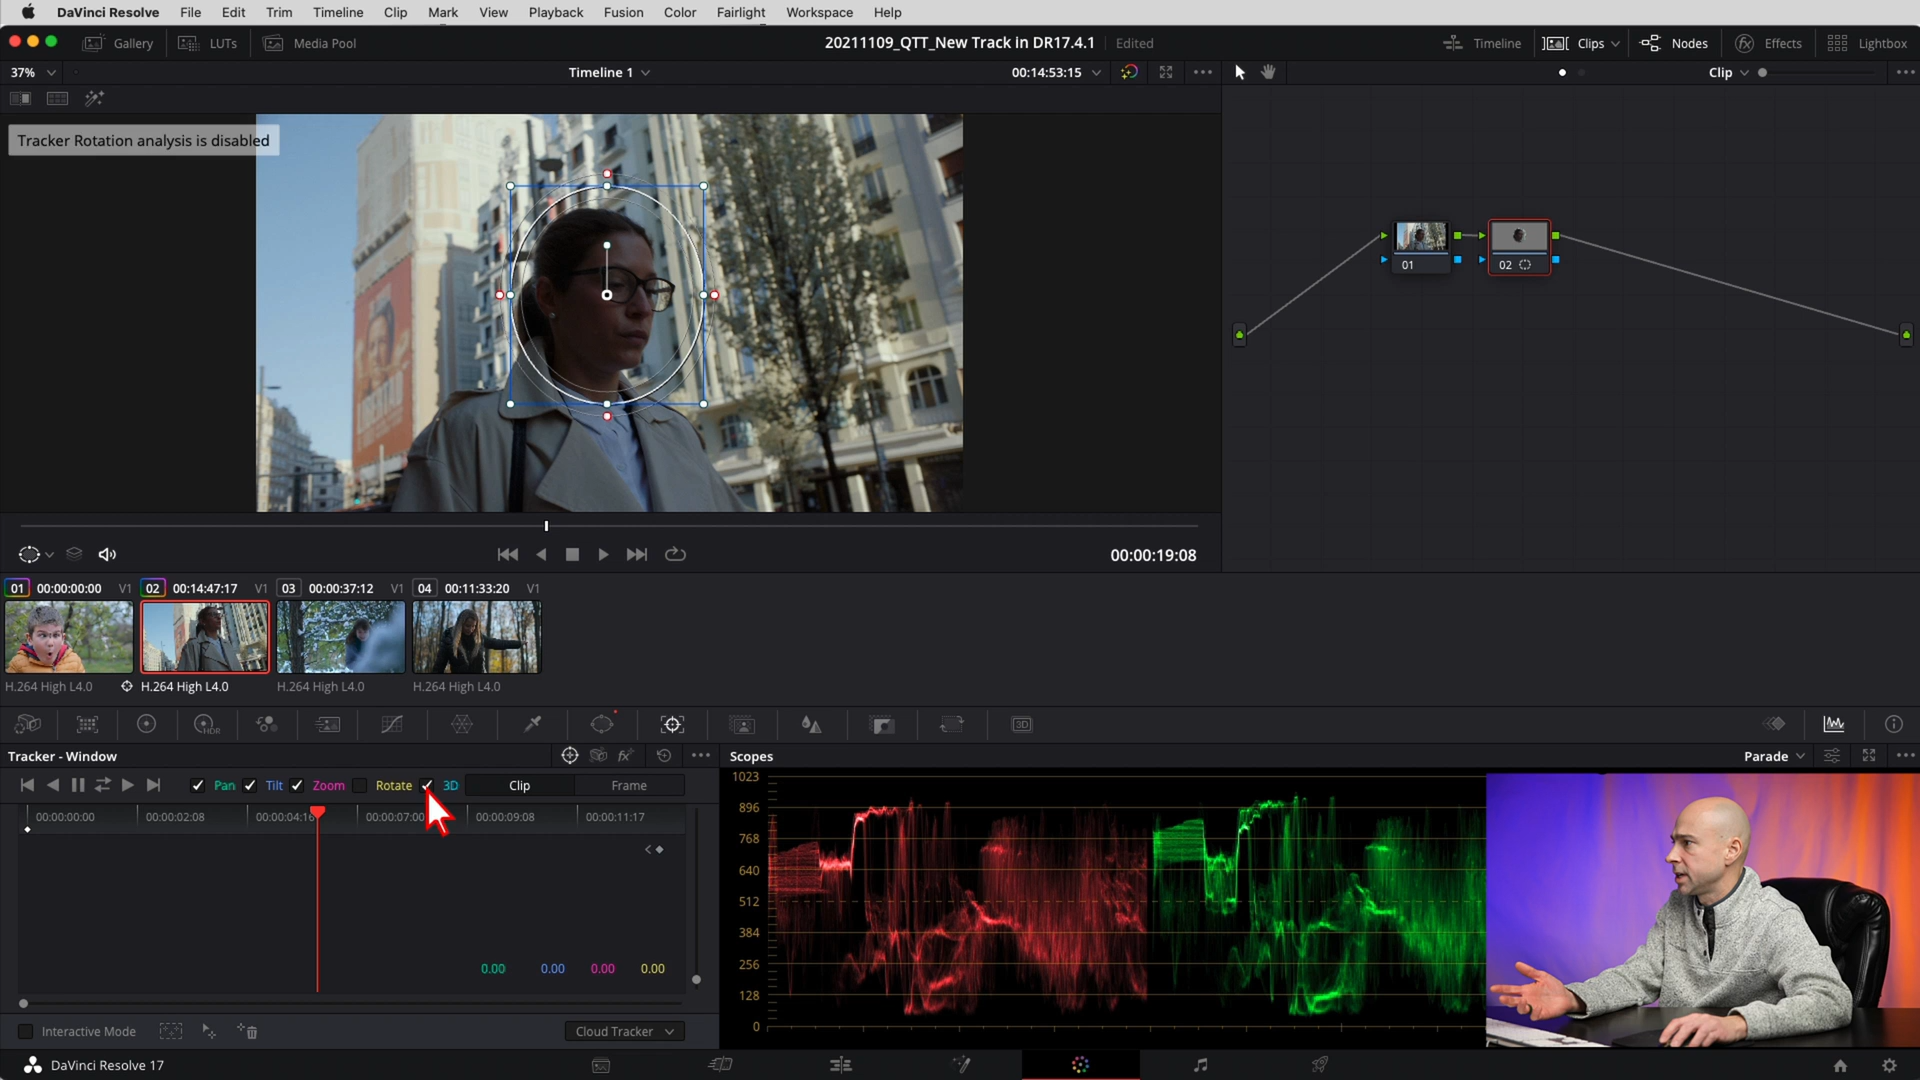 DaVinci Resolve File Edit Trim Timeline Clip Mark View Playback Fusion Color Fairlight Workspace Help
Gallery LUTs Media Pool 20211109_QTT_New Track in DR17.4.1 Edited Timeline Clips Nodes Effects Lightbox
37% Timeline 1 00:14:53:15 Clip
Tracker Rotation analysis is disabled
01 02
00:00:19:08
01 00:00:00:00 V1 02 00:14:47:17 V1 03 00:00:37:12 V1 04 00:11:33:20 V1
H.264 High L4.0 H.264 High L4.0 H.264 High L4.0 H.264 High L4.0
HDR 3D
Tracker - Window fx Scopes Parade
Pan Tilt Zoom Rotate 3D Clip Frame
00:00:00:00 00:00:02:08 00:00:04:16 00:00:07:00 00:00:09:08 00:00:11:17
1023
896
768
640
512
384
256
128
0
0.00 0.00 0.00 0.00
Interactive Mode Cloud Tracker
DaVinci Resolve 17